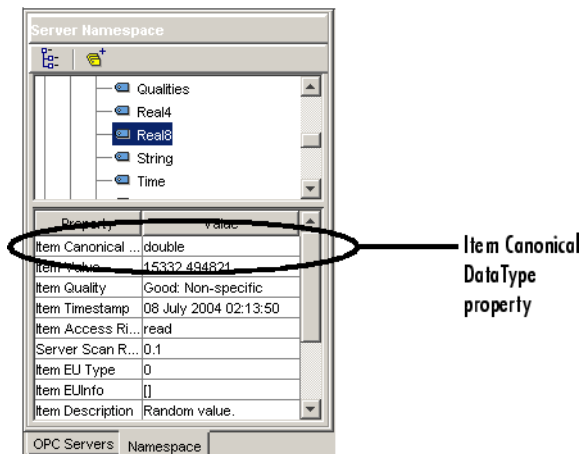 Server Namespace
Qualities
Real4
Real8
String
Time
Property Value
Item Canonical ... double
Item Value 15332.494821
Item Quality Good: Non-specific
Item Timestamp 08 July 2004 02:13:50
Item Access Ri... read
Server Scan R... 0.1
Item EU Type 0
Item EUInfo []
Item Description Random value.
OPC Servers Namespace
Item Canonical
DataType
property